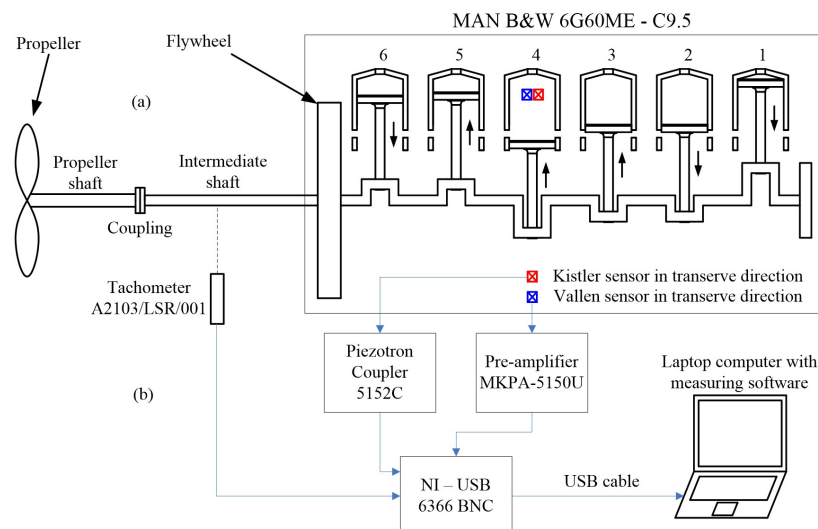 MAN B&W 6G60ME - C9.5
Propeller
Flywheel
6 5 4 3 2 1
(a)
Propeller
shaft
Intermediate
shaft
Coupling
Tachometer
A2103/LSR/001
Kistler sensor in transerve direction
Vallen sensor in transerve direction
(b)
Piezotron
Coupler
5152C
Pre-amplifier
MKPA-5150U
Laptop computer with
measuring software
NI – USB
6366 BNC
USB cable